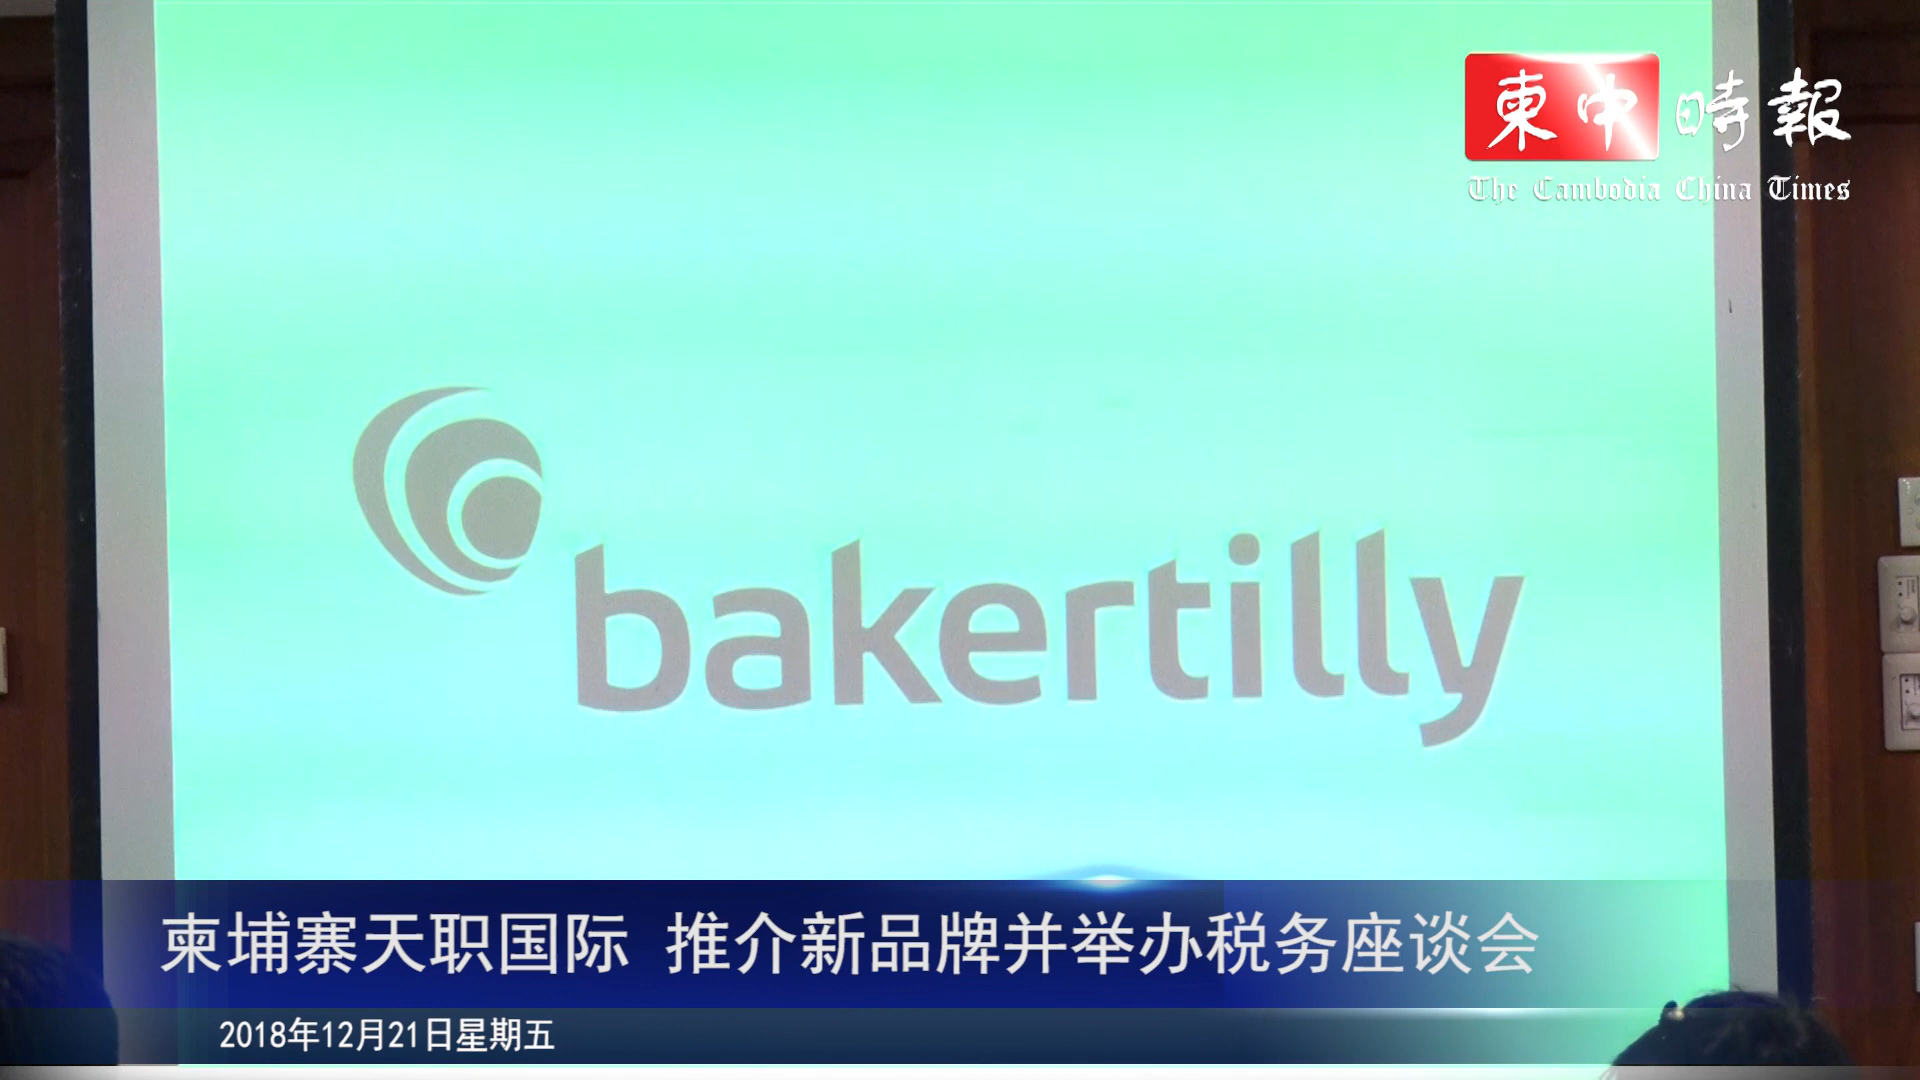 柬中時報
The Cambodia China Times
bakertilly
柬埔寨天职国际 推介新品牌并举办税务座谈会
2018年12月21日星期五